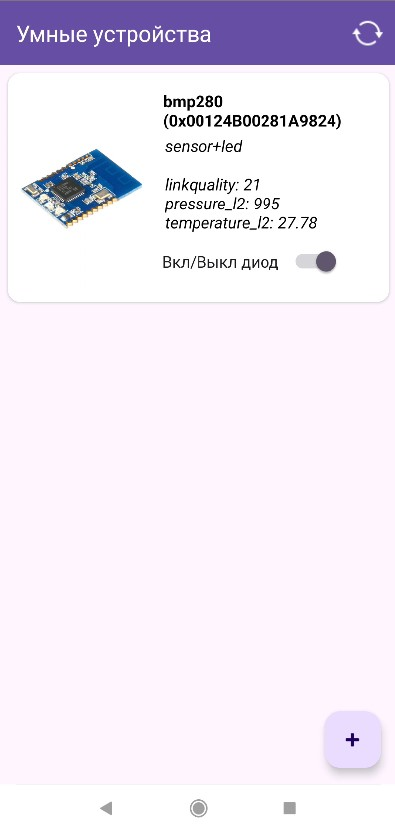 Умные устройства
bmp280
(0x00124B00281A9824)
sensor+led
linkquality: 21
pressure_l2: 995
temperature_l2: 27.78
Вкл/Выкл диод
+